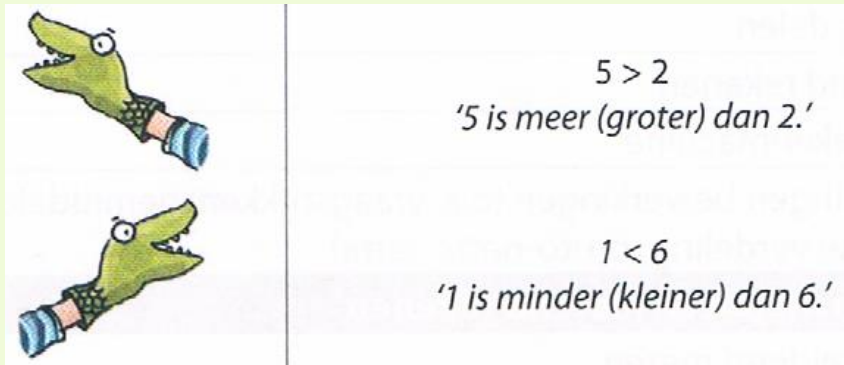 5 > 2
'5 is meer (groter) dan 2.'
1 < 6
'1 is minder (kleiner) dan 6.'